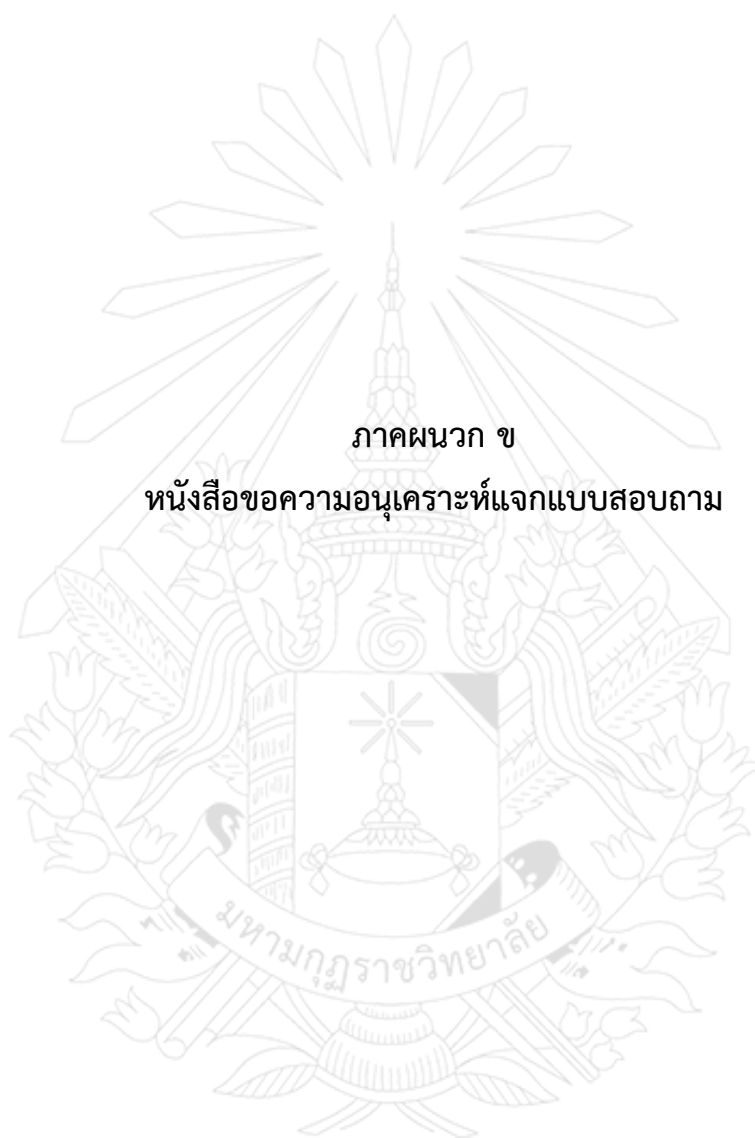 ภาคผนวก ข
หนังสือขอความอนุเคราะห์แจกแบบสอบถาม
มหามกุฏราชวิทยาลัย